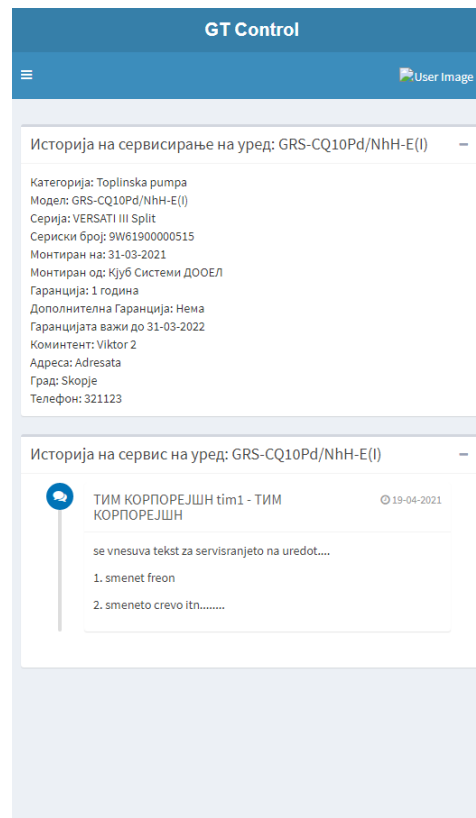 GT Control
User Image
Историја на сервисирање на уред: GRS-CQ10Pd/NhH-E(I)
Категорија: Toplinska pumpa
Модел: GRS-CQ10Pd/NhH-E(I)
Серија: VERSATI III Split
Сериски број: 9W61900000515
Монтиран на: 31-03-2021
Монтиран од: Кјуб Системи ДООЕЛ
Гаранција: 1 година
Дополнителна Гаранција: Нема
Гаранцијата важи до 31-03-2022
Коминтент: Viktor 2
Адреса: Adresata
Град: Skopje
Телефон: 321123
Историја на сервис на уред: GRS-CQ10Pd/NhH-E(I)
ТИМ КОРПОРЕЈШН tim1 - ТИМ
КОРПОРЕЈШН
19-04-2021
se vnesuva tekst za servisranjeto na uredot....
1. smenet freon
2. smeneto crevo itn........